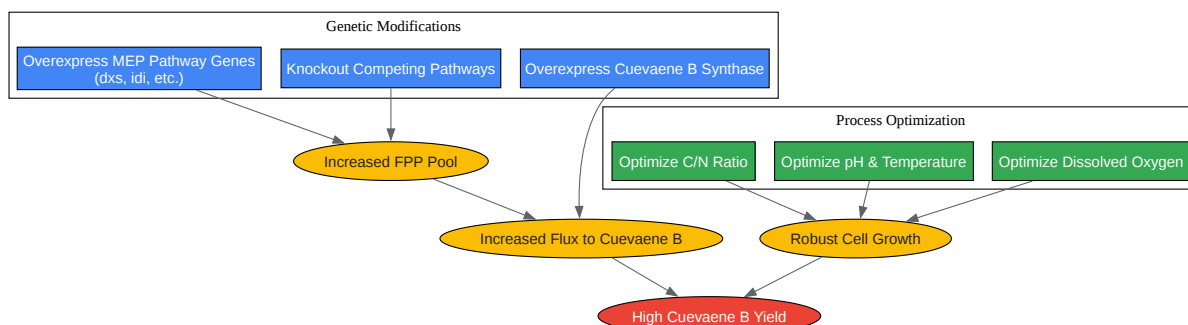 Genetic Modifications
Overexpress MEP Pathway Genes
(dxs, idi, etc.)
Knockout Competing Pathways
Overexpress Cuevaene B Synthase
Process Optimization
Increased FPP Pool
Optimize C/N Ratio
Optimize pH & Temperature
Optimize Dissolved Oxygen
Increased Flux to Cuevaene B
Robust Cell Growth
High Cuevaene B Yield